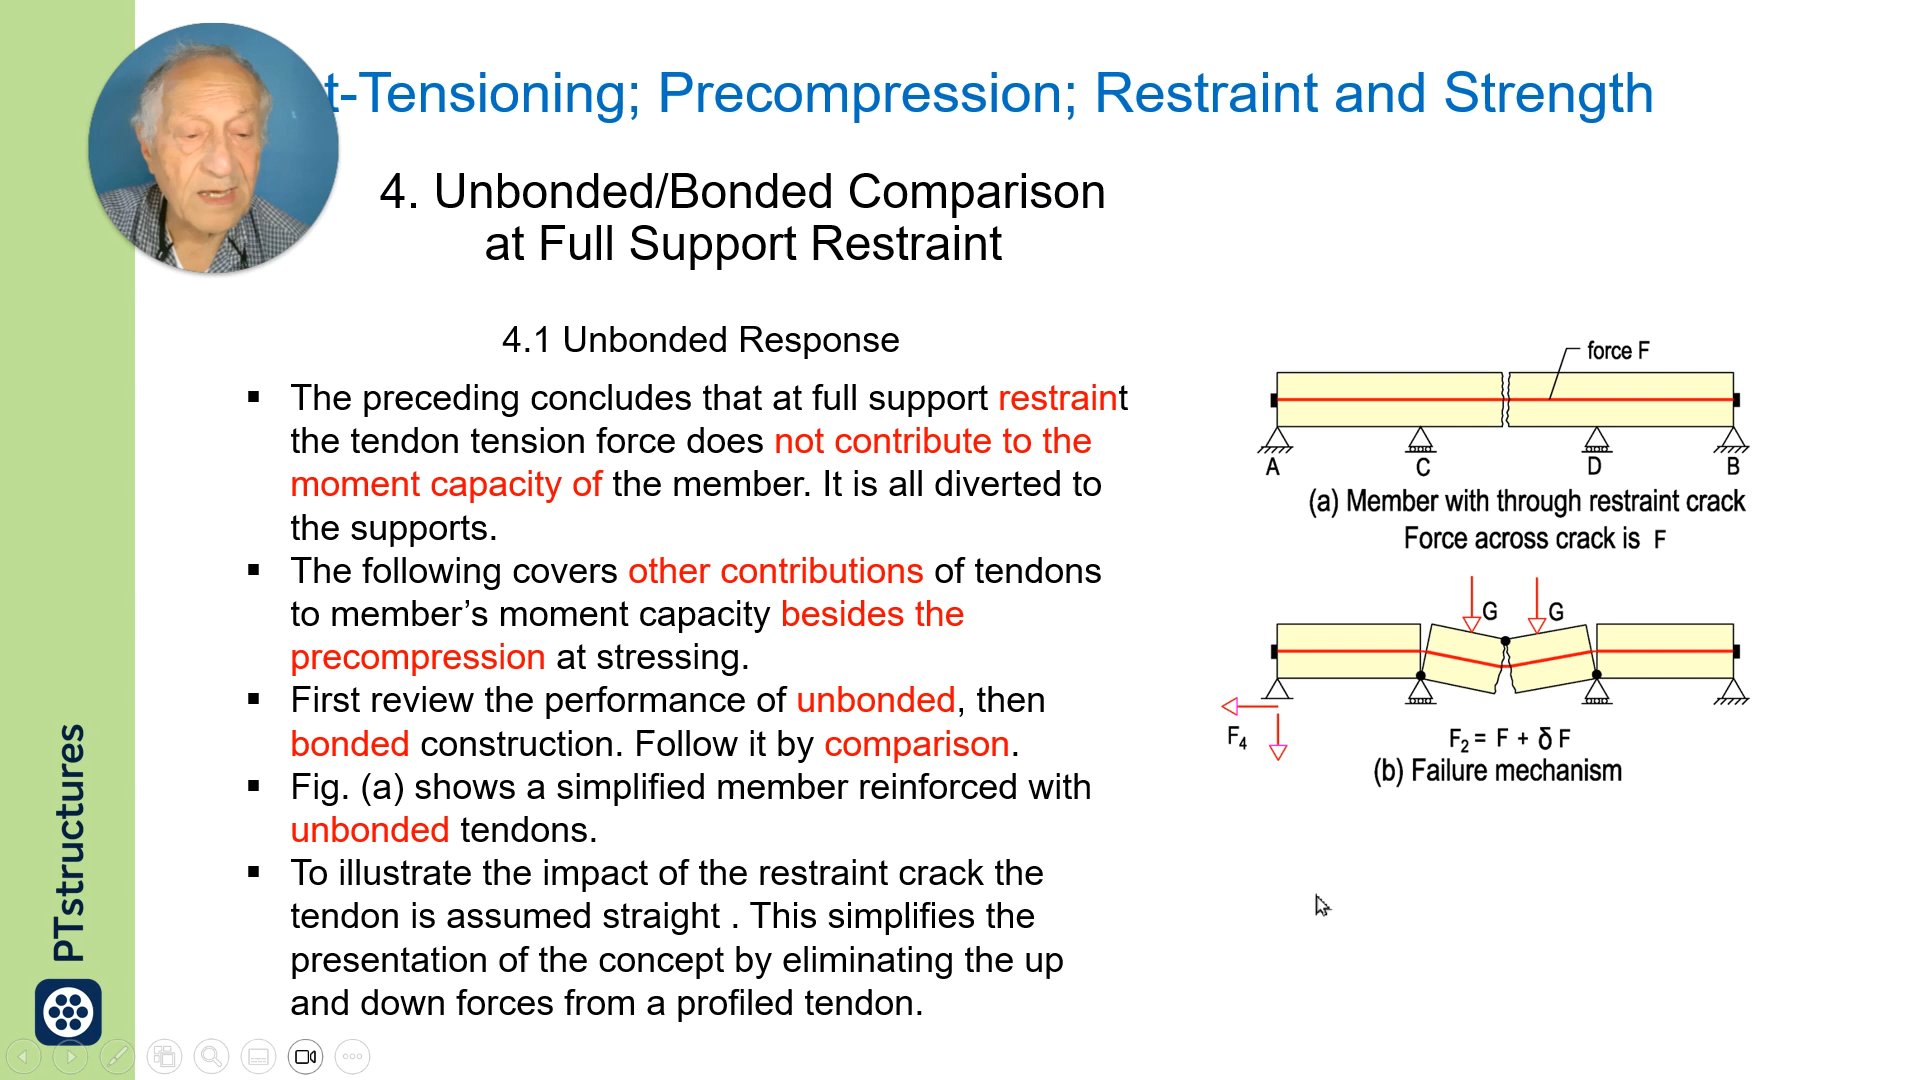 t-Tensioning; Precompression; Restraint and Strength
4. Unbonded/Bonded Comparison
at Full Support Restraint
4.1 Unbonded Response
▪ The preceding concludes that at full support restraint
the tendon tension force does not contribute to the
moment capacity of the member. It is all diverted to
the supports.
▪ The following covers other contributions of tendons
to member’s moment capacity besides the
precompression at stressing.
▪ First review the performance of unbonded, then
bonded construction. Follow it by comparison.
▪ Fig. (a) shows a simplified member reinforced with
unbonded tendons.
▪ To illustrate the impact of the restraint crack the
tendon is assumed straight . This simplifies the
presentation of the concept by eliminating the up
and down forces from a profiled tendon.
force F
A C D B
(a) Member with through restraint crack
Force across crack is F
G G
F4
F2 = F + δ F
(b) Failure mechanism
PTstructures